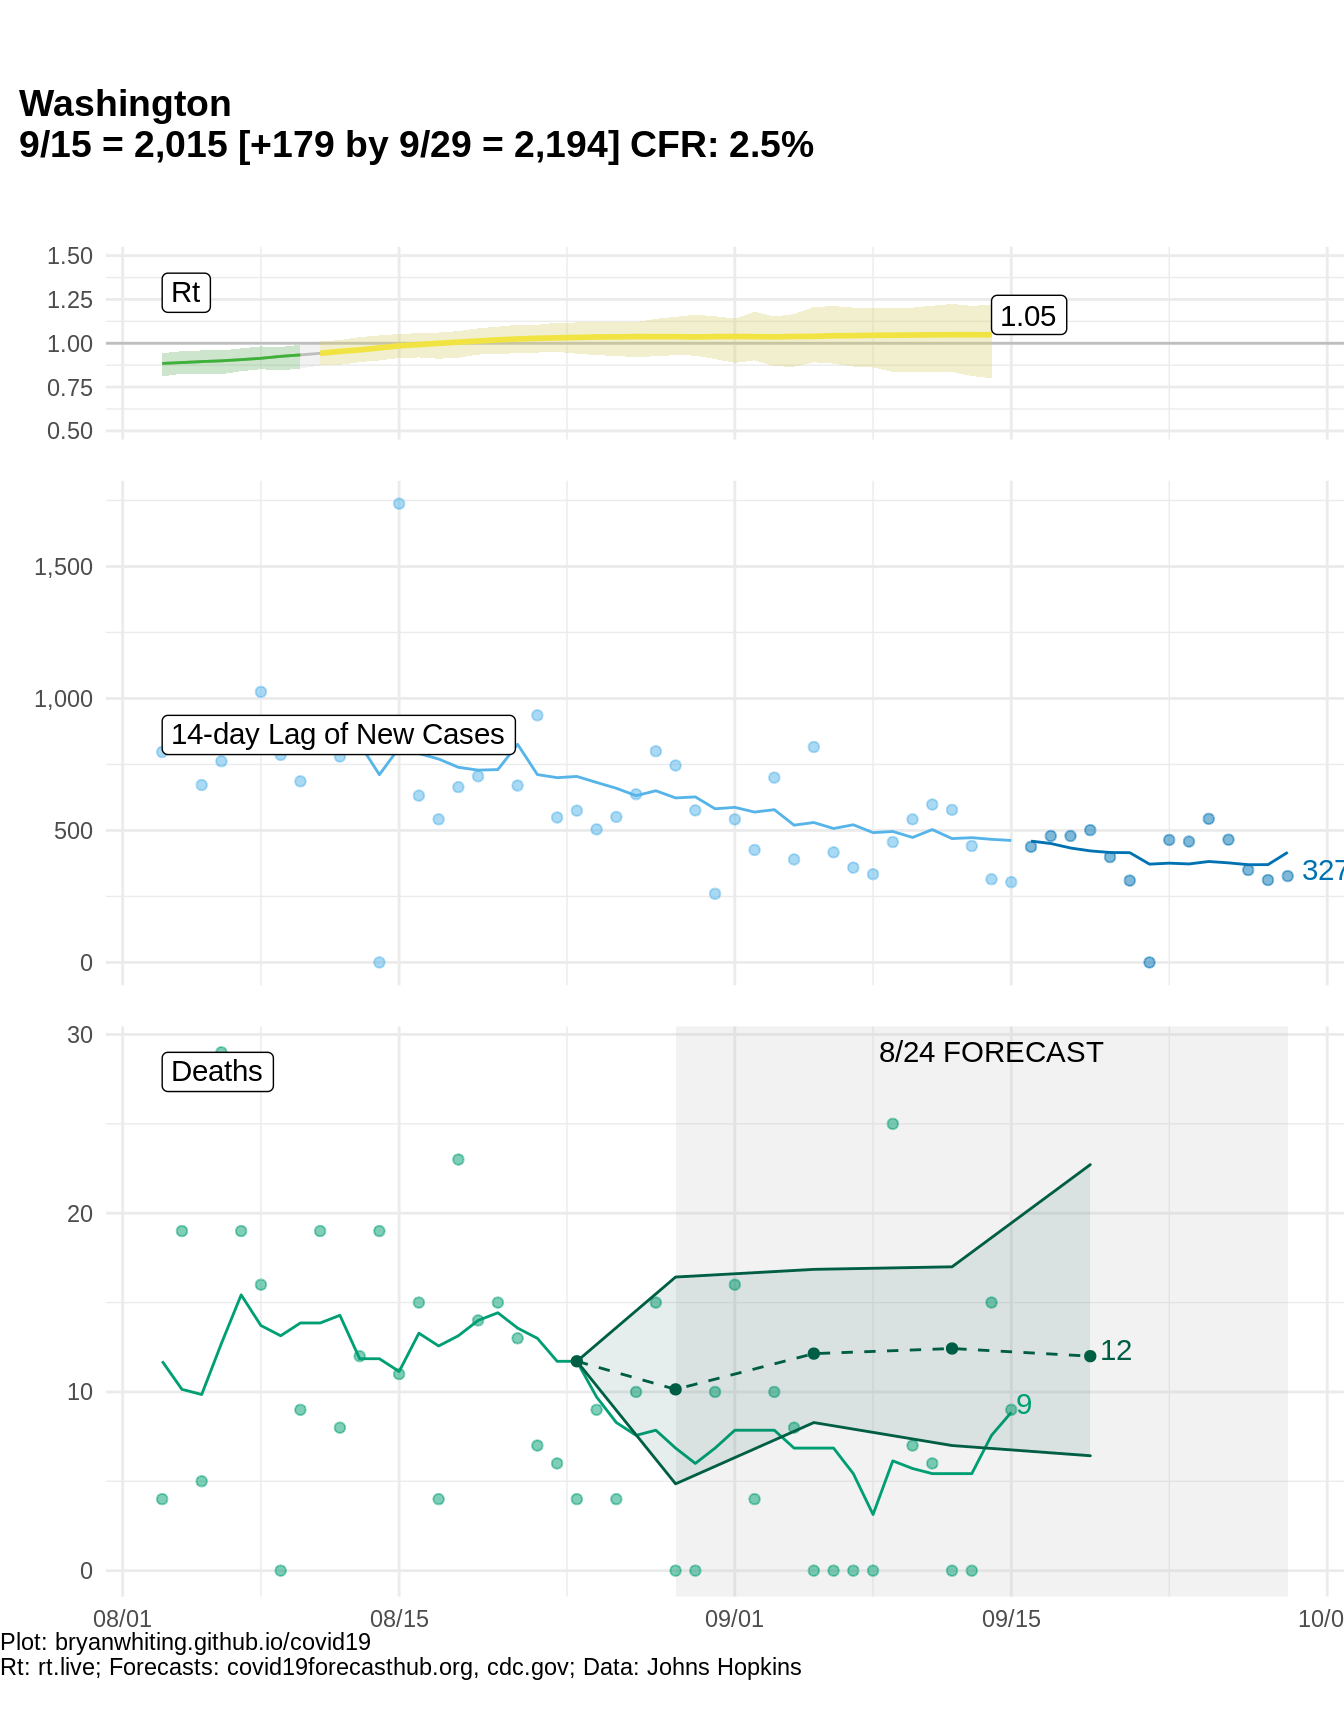 Washington
9/15 = 2,015 [+179 by 9/29 = 2,194] CFR: 2.5%
1.50
1.25
1.00
0.75
0.50
Rt
1.05
1,500
1,000
500
0
14-day Lag of New Cases
327
30
20
10
0
Deaths
8/24 FORECAST
12
9
08/01
08/15
09/01
09/15
10/0
Plot: bryanwhiting.github.io/covid19
Rt: rt.live; Forecasts: covid19forecasthub.org, cdc.gov; Data: Johns Hopkins